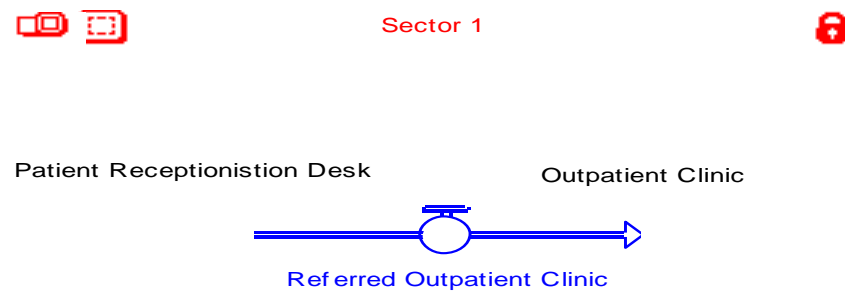 Sector 1
Patient Receptionistion Desk
Outpatient Clinic
Referred Outpatient Clinic